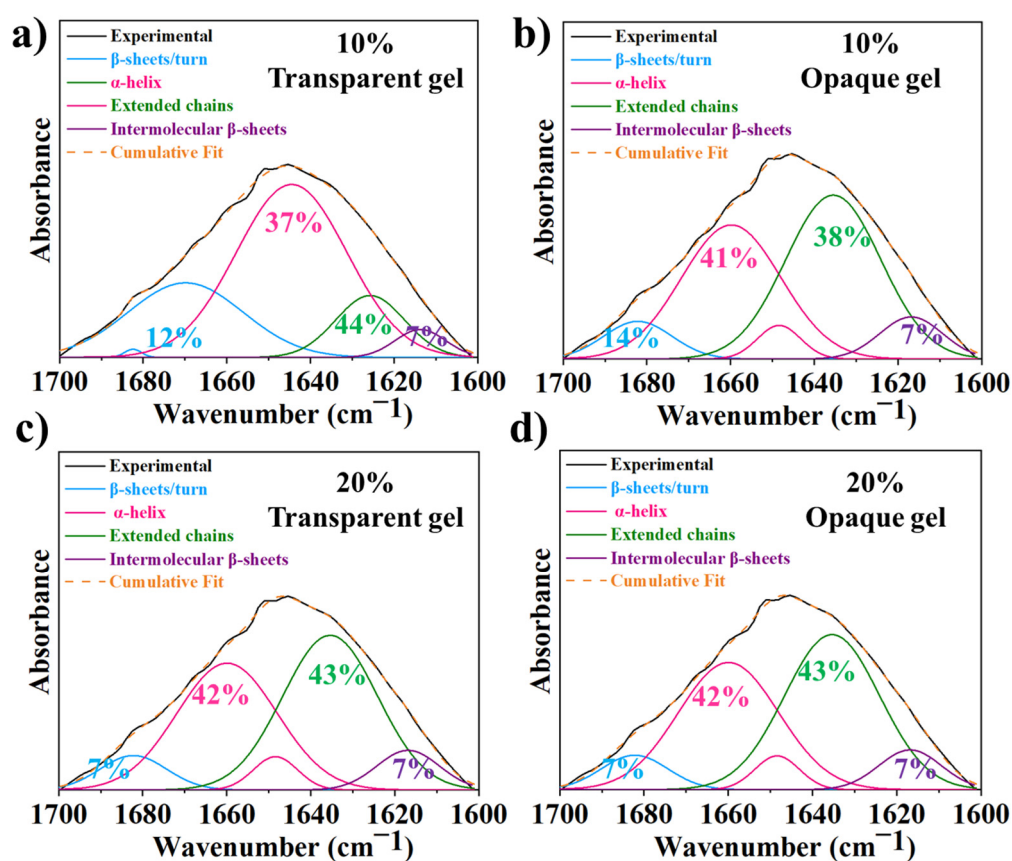 a)
Experimental
β-sheets/turn
α-helix
Extended chains
Intermolecular β-sheets
Cumulative Fit
10%
Transparent gel
37%
12%
44%
7%
Absorbance
1700 1680 1660 1640 1620 1600
Wavenumber (cm⁻¹)
b)
Experimental
β-sheets/turn
α-helix
Extended chains
Intermolecular β-sheets
Cumulative Fit
10%
Opaque gel
38%
41%
14%
7%
Absorbance
1700 1680 1660 1640 1620 1600
Wavenumber (cm⁻¹)
c)
Experimental
β-sheets/turn
α-helix
Extended chains
Intermolecular β-sheets
Cumulative Fit
20%
Transparent gel
43%
42%
7%
7%
Absorbance
1700 1680 1660 1640 1620 1600
Wavenumber (cm⁻¹)
d)
Experimental
β-sheets/turn
α-helix
Extended chains
Intermolecular β-sheets
Cumulative Fit
20%
Opaque gel
43%
42%
7%
7%
Absorbance
1700 1680 1660 1640 1620 1600
Wavenumber (cm⁻¹)